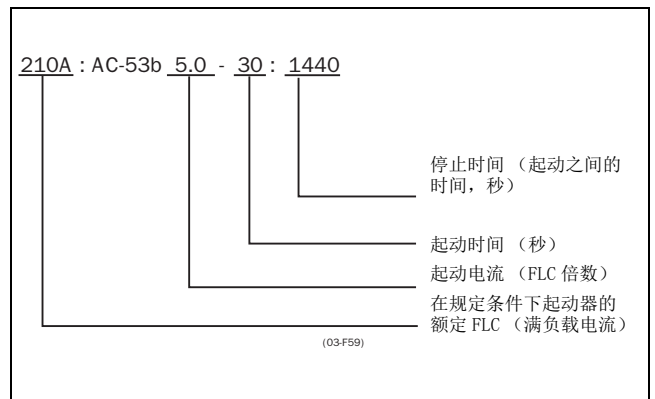 210A : AC-53b 5.0 - 30 : 1440
停止时间 （起动之间的
时间，秒）
起动时间 （秒）
起动电流 （FLC 倍数）
在规定条件下起动器的
额定 FLC （满负载电流）
(03-F59)